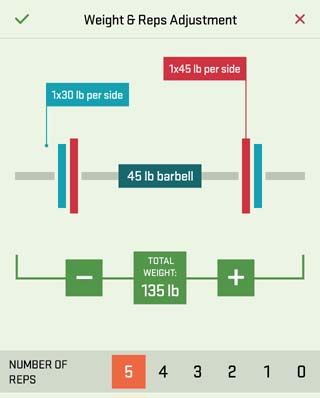 Weight & Reps Adjustment
1x45 lb per side
1x30 lb per side
45 lb barbell
TOTAL
WEIGHT:
135 lb
NUMBER OF
REPS
5 4 3 2 1 0